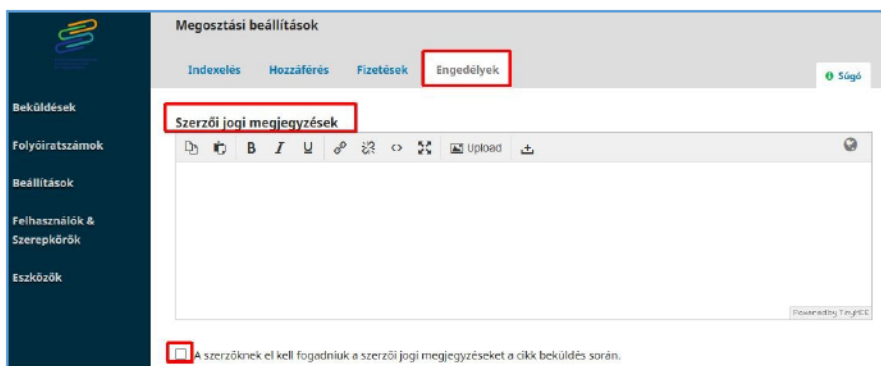 Megosztási beállítások
Indexelés Hozzáférés Fizetések Engedélyek
Súgó
Beküldések
Folyóiratszámok
Beállítások
Felhasználók &
Szerepkörök
Eszközök
Szerzői jogi megjegyzések
B I U Upload
Powered by TinyMCE
A szerzőknek el kell fogadniuk a szerzői jogi megjegyzéseket a cikk beküldés során.